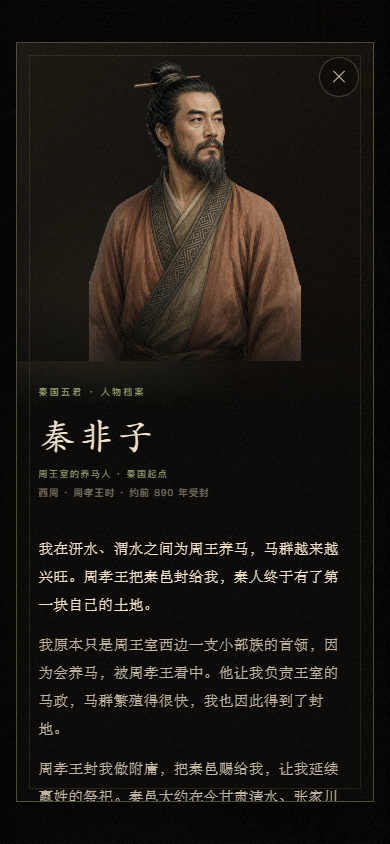 秦国五君 · 人物档案
秦非子
周王室的养马人 · 秦国起点
西周 · 周孝王时 · 约前 890 年受封
我在汧水、渭水之间为周王养马，马群越来越
兴旺。周孝王把秦邑封给我，秦人终于有了第
一块自己的土地。
我原本只是周王室西边一支小部族的首领，因
为会养马，被周孝王看中。他让我负责王室的
马政，马群繁殖得很快，我也因此得到了封
地。
周孝王封我做附庸，把秦邑赐给我，让我延续
嬴姓的祭祀。秦邑大约在今甘肃清水、张家川